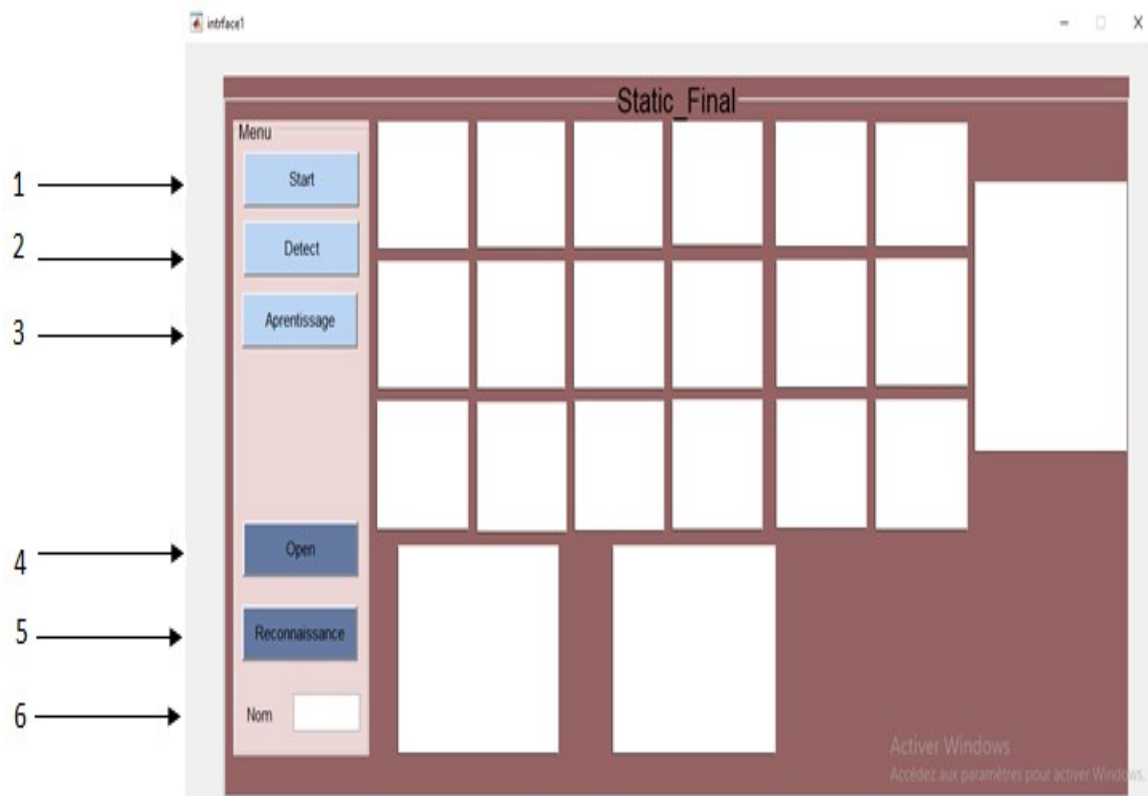 intrface1
Static_Final
Menu
1
Start
2
Detect
3
Aprentissage
4
Open
5
Reconnaissance
6
Nom
Activer Windows
Accédez aux paramètres pour activer Windows.